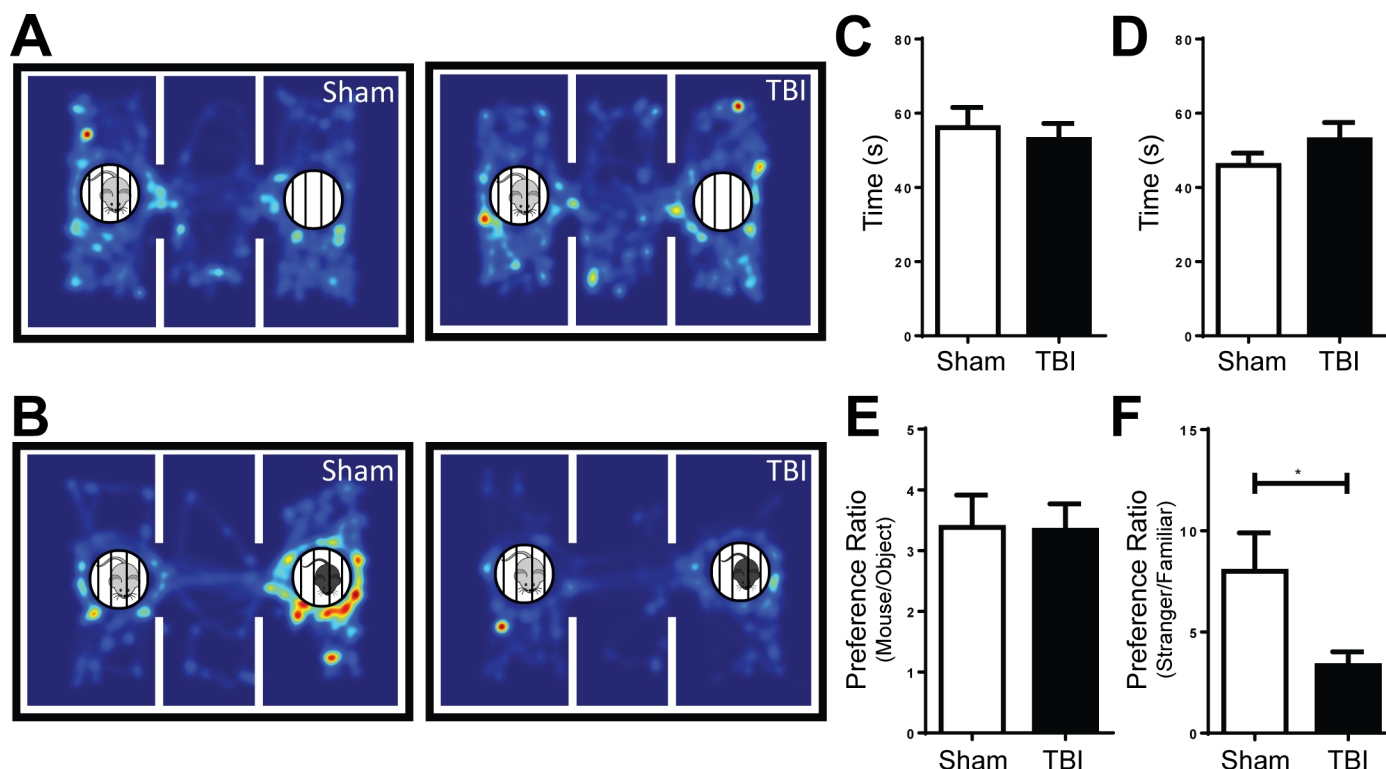 A
Sham
TBI
B
Sham
TBI
C
Time (s)
80
60
40
20
0
Sham
TBI
D
Time (s)
80
60
40
20
0
Sham
TBI
E
Preference Ratio
(Mouse/Object)
5
4
3
2
1
0
Sham
TBI
F
Preference Ratio
(Stranger/Familiar)
15
10
5
0
*
Sham
TBI